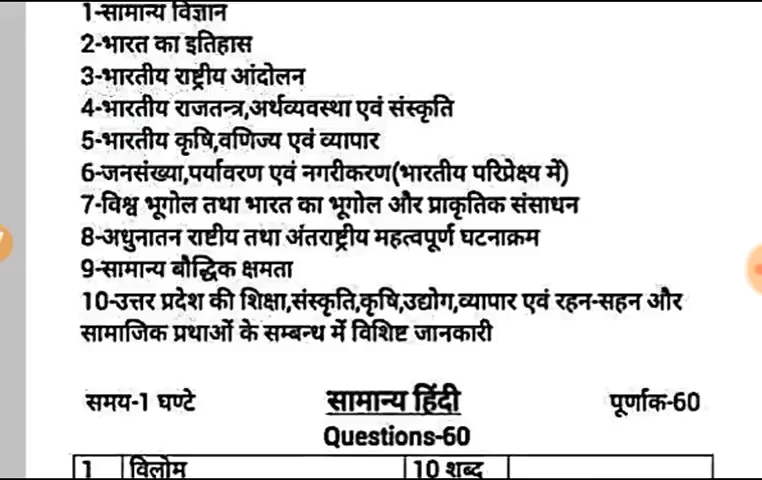 1-सामान्य विज्ञान
2-भारत का इतिहास
3-भारतीय राष्ट्रीय आंदोलन
4-भारतीय राजतन्त्र,अर्थव्यवस्था एवं संस्कृति
5-भारतीय कृषि,वणिज्य एवं व्यापार
6-जनसंख्या,पर्यावरण एवं नगरीकरण(भारतीय परिप्रेक्ष्य में)
7-विश्व भूगोल तथा भारत का भूगोल और प्राकृतिक संसाधन
8-अधुनातन राष्टीय तथा अंतराष्ट्रीय महत्वपूर्ण घटनाक्रम
9-सामान्य बौद्धिक क्षमता
10-उत्तर प्रदेश की शिक्षा,संस्कृति,कृषि,उद्योग,व्यापार एवं रहन-सहन और
सामाजिक प्रथाओं के सम्बन्ध में विशिष्ट जानकारी
समय-1 घण्टे सामान्य हिंदी पूर्णाक-60
Questions-60
1 विलोम 10 शब्द